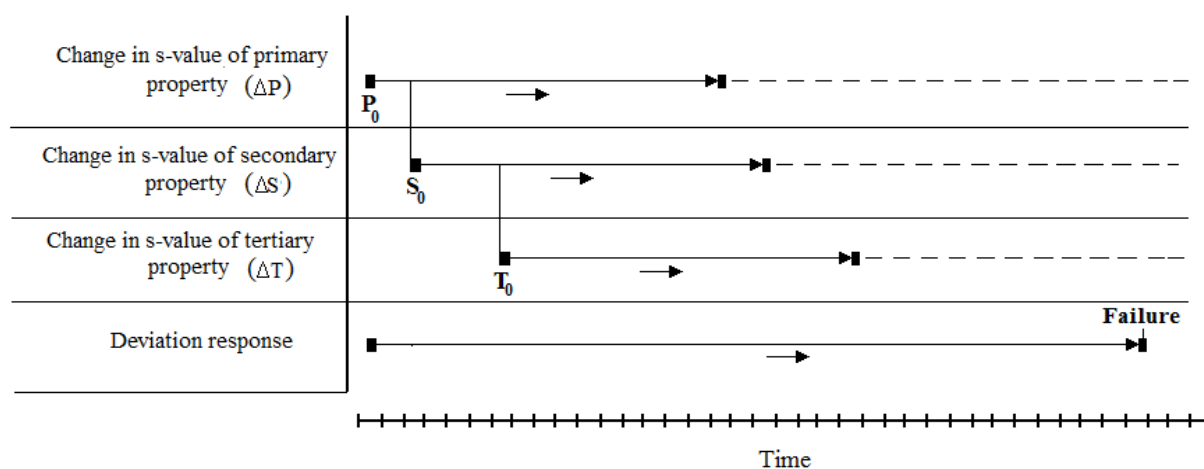 Change in s-value of primary
property (ΔP)
P0
Change in s-value of secondary
property (ΔS)
S0
Change in s-value of tertiary
property (ΔT)
T0
Failure
Deviation response
Time